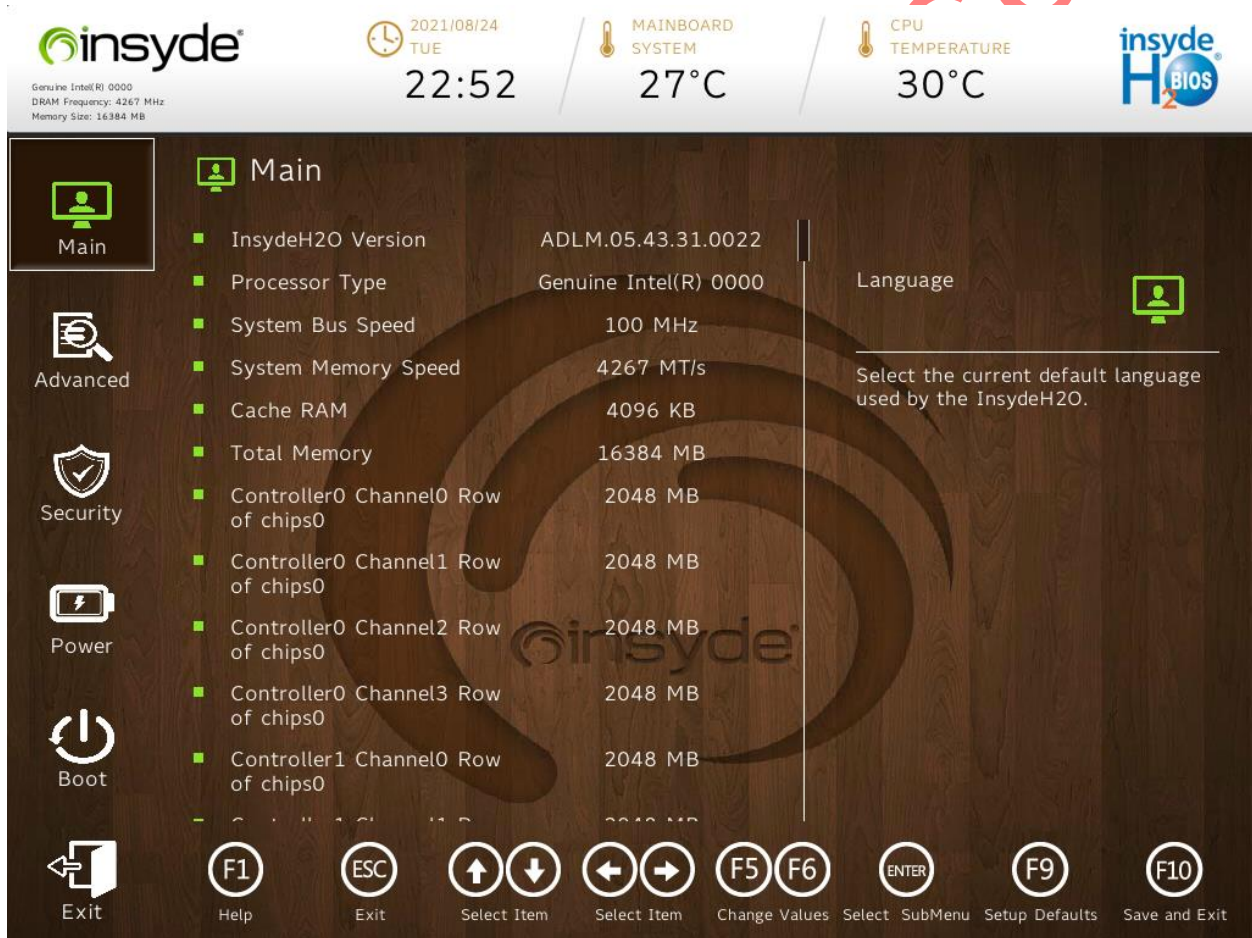 insyde®
Genuine Intel(R) 0000
DRAM Frequency: 4267 MHz
Memory Size: 16384 MB
2021/08/24
TUE
22:52
MAINBOARD
SYSTEM
27°C
CPU
TEMPERATURE
30°C
insyde®
H2O BIOS
Main
Advanced
Security
Power
Boot
Exit
Main
InsydeH2O Version ADLM.05.43.31.0022
Processor Type Genuine Intel(R) 0000
System Bus Speed 100 MHz
System Memory Speed 4267 MT/s
Cache RAM 4096 KB
Total Memory 16384 MB
Controller0 Channel0 Row 2048 MB
of chips0
Controller0 Channel1 Row 2048 MB
of chips0
Controller0 Channel2 Row 2048 MB
of chips0
Controller0 Channel3 Row 2048 MB
of chips0
Controller1 Channel0 Row 2048 MB
of chips0
insyde®
Language
Select the current default language
used by the InsydeH2O.
F1
Help
ESC
Exit
Select Item
Select Item
F5 F6
Change Values
ENTER
Select SubMenu
F9
Setup Defaults
F10
Save and Exit